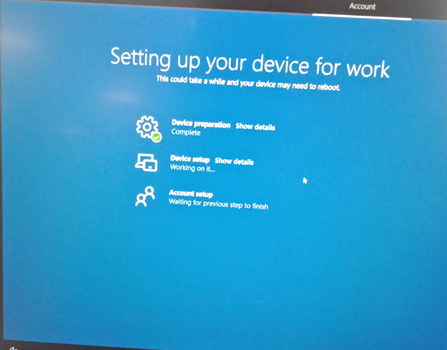 Account
Setting up your device for work
This could take a while and your device may need to reboot.
Device preparation Show details
Complete
Device setup Show details
Working on it...
Account setup
Waiting for previous step to finish